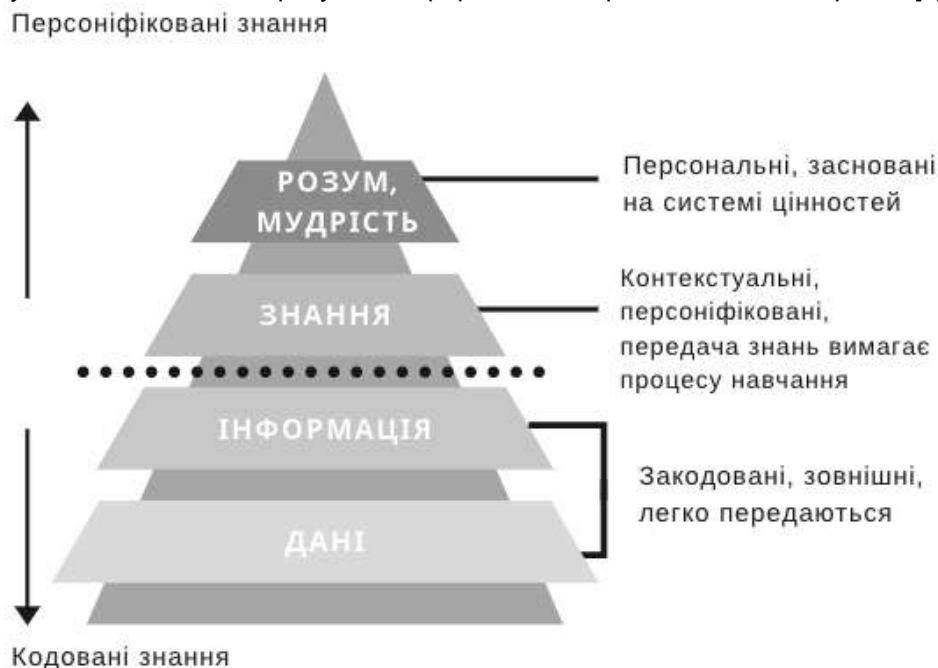 Персоніфіковані знання
РОЗУМ,
МУДРІСТЬ
Персональні, засновані
на системі цінностей
ЗНАННЯ
Контекстуальні,
персоніфіковані,
передача знань вимагає
процесу навчання
ІНФОРМАЦІЯ
Закодовані, зовнішні,
легко передаються
ДАНІ
Кодовані знання